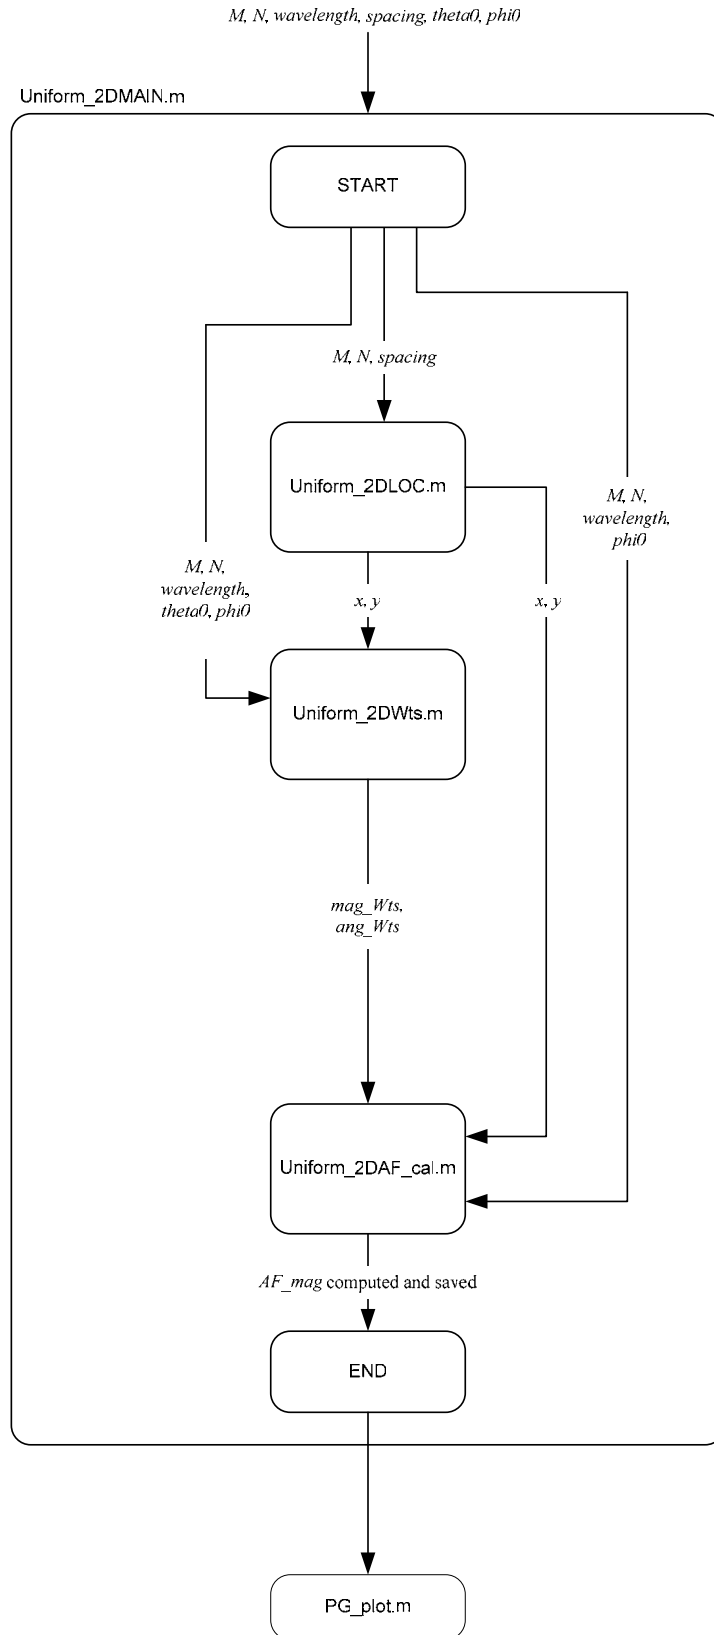 M, N, wavelength, spacing, theta0, phi0
Uniform_2DMAIN.m
START
M, N, spacing
Uniform_2DLOC.m
M, N,
wavelength,
phi0
M, N,
wavelength,
theta0, phi0
x, y
x, y
Uniform_2DWts.m
mag_Wts,
ang_Wts
Uniform_2DAF_cal.m
AF_mag computed and saved
END
PG_plot.m